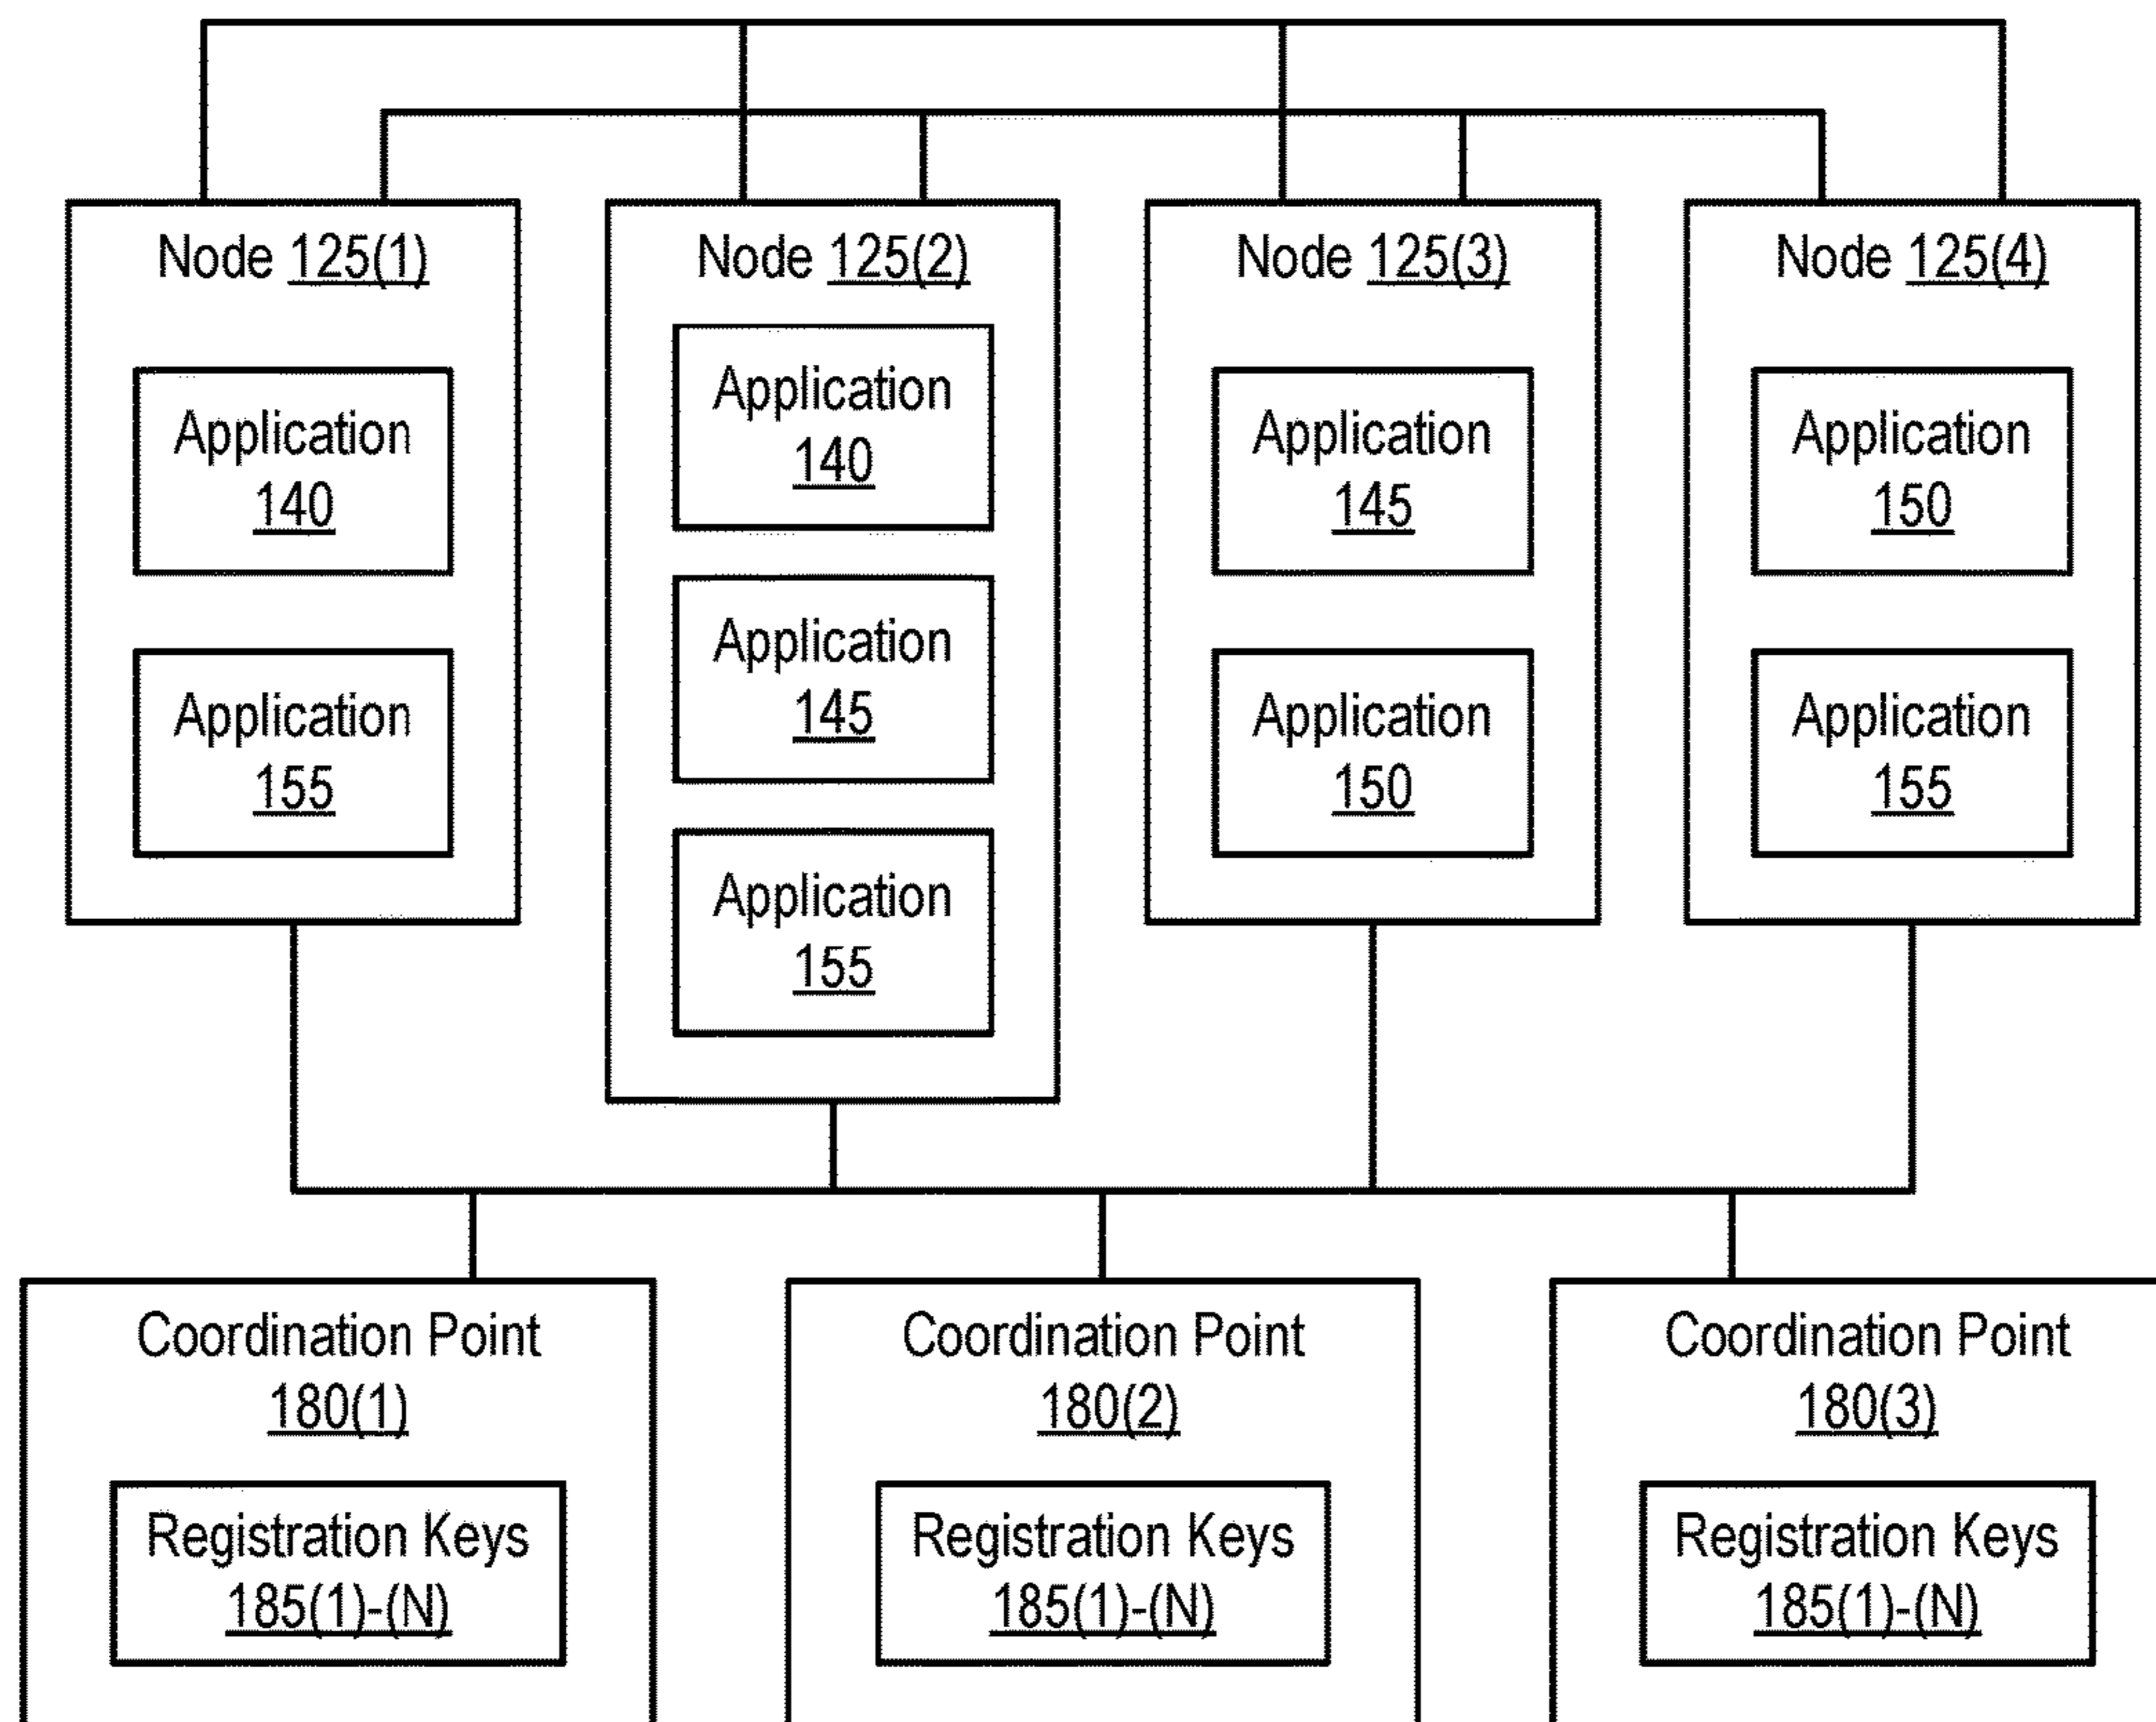 Node 125(1)
Application
140
Application
155
Node 125(2)
Application
140
Application
145
Application
155
Node 125(3)
Application
145
Application
150
Node 125(4)
Application
150
Application
155
Coordination Point
180(1)
Registration Keys
185(1)-(N)
Coordination Point
180(2)
Registration Keys
185(1)-(N)
Coordination Point
180(3)
Registration Keys
185(1)-(N)